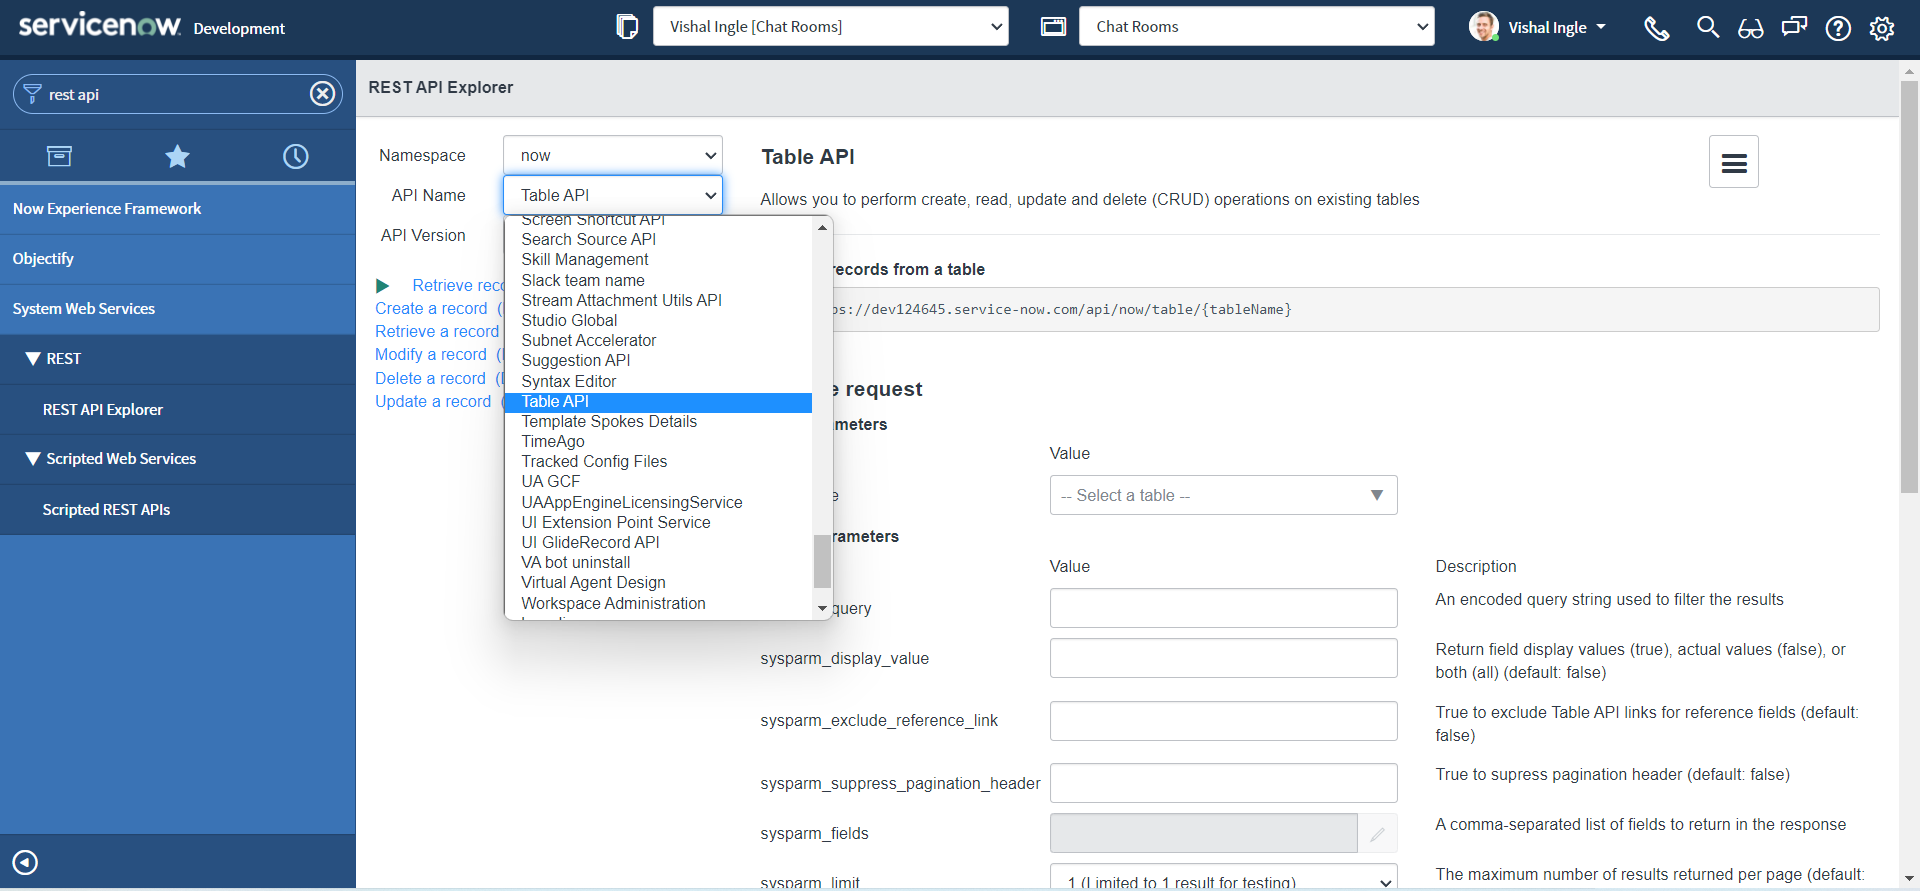 servicenow. Development
Vishal Ingle [Chat Rooms]
Chat Rooms
Vishal Ingle
rest api
Now Experience Framework
Objectify
System Web Services
REST
REST API Explorer
Scripted Web Services
Scripted REST APIs
REST API Explorer
Namespace
now
API Name
Table API
API Version
Retrieve reco
Create a record (
Retrieve a record
Modify a record (
Delete a record (
Update a record (
Screen Shortcut API
Search Source API
Skill Management
Slack team name
Stream Attachment Utils API
Studio Global
Subnet Accelerator
Suggestion API
Syntax Editor
Table API
Template Spokes Details
TimeAgo
Tracked Config Files
UA GCF
UAAppEngineLicensingService
UI Extension Point Service
UI GlideRecord API
VA bot uninstall
Virtual Agent Design
Workspace Administration
Table API
Allows you to perform create, read, update and delete (CRUD) operations on existing tables
records from a table
ps://dev124645.service-now.com/api/now/table/{tableName}
e request
meters
Value
e
-- Select a table --
rameters
Value
Description
query
An encoded query string used to filter the results
sysparm_display_value
Return field display values (true), actual values (false), or
both (all) (default: false)
sysparm_exclude_reference_link
True to exclude Table API links for reference fields (default:
false)
sysparm_suppress_pagination_header
True to supress pagination header (default: false)
sysparm_fields
A comma-separated list of fields to return in the response
sysparm_limit
1 (Limited to 1 result for testing)
The maximum number of results returned per page (default: